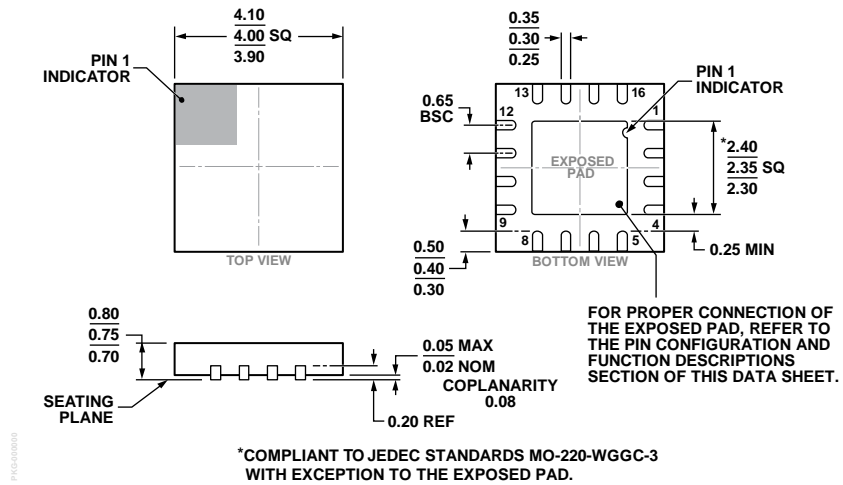 4.10
4.00 SQ
3.90
PIN 1
INDICATOR
TOP VIEW
0.35
0.30
0.25
PIN 1
INDICATOR
0.65
BSC
13
16
12
1
EXPOSED
PAD
*2.40
2.35 SQ
2.30
9
4
8
5
BOTTOM VIEW
0.50
0.40
0.30
0.25 MIN
FOR PROPER CONNECTION OF
THE EXPOSED PAD, REFER TO
THE PIN CONFIGURATION AND
FUNCTION DESCRIPTIONS
SECTION OF THIS DATA SHEET.
0.80
0.75
0.70
SEATING
PLANE
0.05 MAX
0.02 NOM
COPLANARITY
0.08
0.20 REF
*COMPLIANT TO JEDEC STANDARDS MO-220-WGGC-3
WITH EXCEPTION TO THE EXPOSED PAD.
PKG-000000